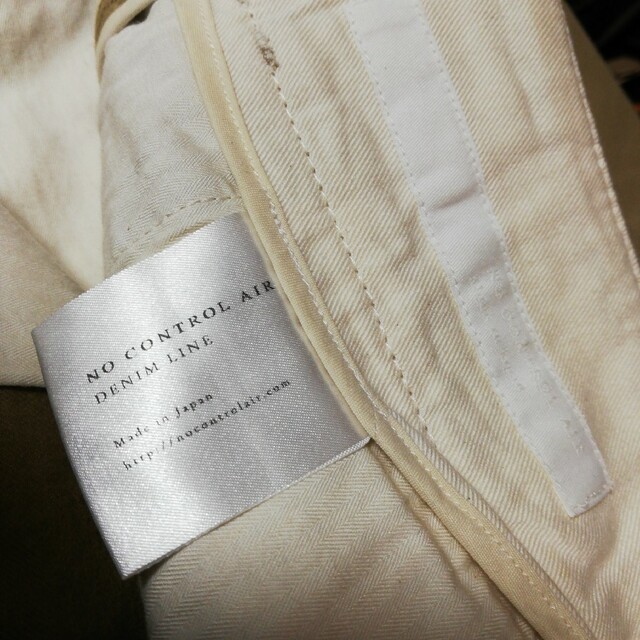 NO CONTROL AIR
DENIM LINE
Made in Japan
http://nocontrolair.com